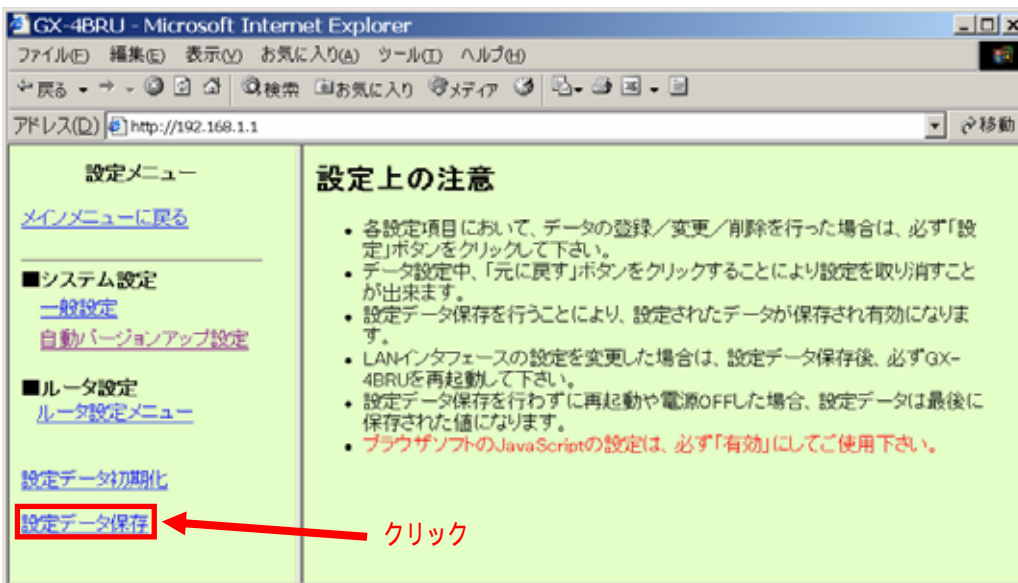 GX-4BRU - Microsoft Internet Explorer
ファイル(F) 編集(E) 表示(V) お気に入り(A) ツール(T) ヘルプ(H)
戻る 検索 お気に入り メディア
アドレス(D) http://192.168.1.1 移動
設定メニュー
メインメニューに戻る
■システム設定
一般設定
自動バージョンアップ設定
■ルータ設定
ルータ設定メニュー
設定データ初期化
設定データ保存
クリック
設定上の注意
• 各設定項目において、データの登録／変更／削除を行った場合は、必ず「設
定」ボタンをクリックして下さい。
• データ設定中、「元に戻す」ボタンをクリックすることにより設定を取り消すこと
が出来ます。
• 設定データ保存を行うことにより、設定されたデータが保存され有効になりま
す。
• LANインタフェースの設定を変更した場合は、設定データ保存後、必ずGX-
4BRUを再起動して下さい。
• 設定データ保存を行わずに再起動や電源OFFした場合、設定データは最後に
保存された値になります。
• ブラウザソフトのJavaScriptの設定は、必ず「有効」にしてご使用下さい。